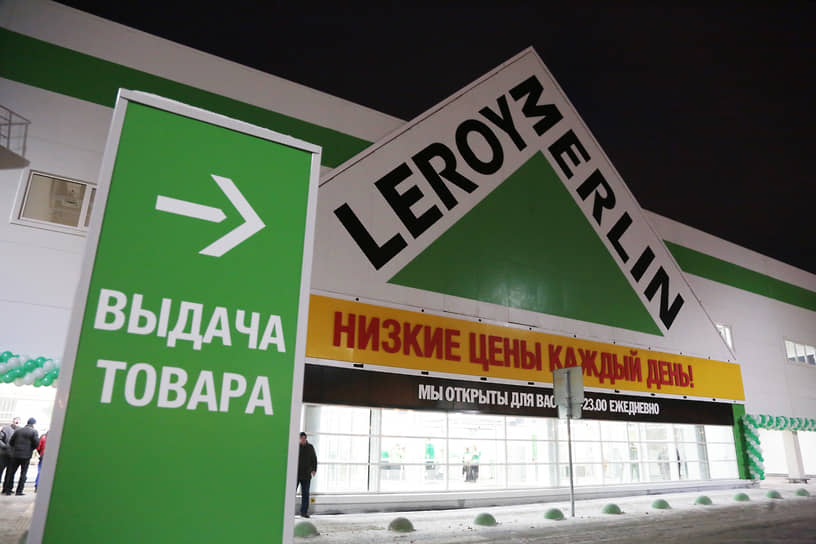 LEROY MERLIN
ВЫДАЧА
ТОВАРА
НИЗКИЕ ЦЕНЫ КАЖДЫЙ ДЕНЬ!
МЫ ОТКРЫТЫ ДЛЯ ВАС 23.00 ЕЖЕДНЕВНО